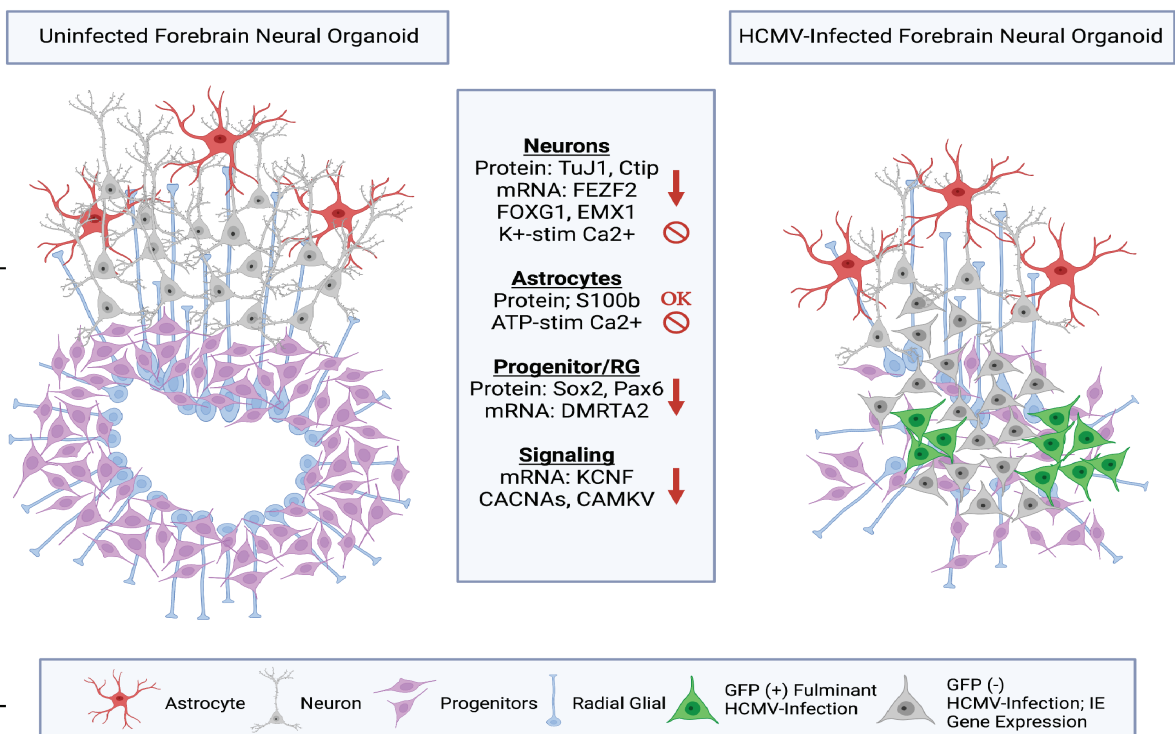 Uninfected Forebrain Neural Organoid
HCMV-Infected Forebrain Neural Organoid
Neurons
Protein: TuJ1, Ctip
mRNA: FEZF2
FOXG1, EMX1
K+-stim Ca2+
Astrocytes
Protein; S100b OK
ATP-stim Ca2+
Progenitor/RG
Protein: Sox2, Pax6
mRNA: DMRTA2
Signaling
mRNA: KCNF
CACNAs, CAMKV
Astrocyte
Neuron
Progenitors
Radial Glial
GFP (+) Fulminant
HCMV-Infection
GFP (-)
HCMV-Infection; IE
Gene Expression